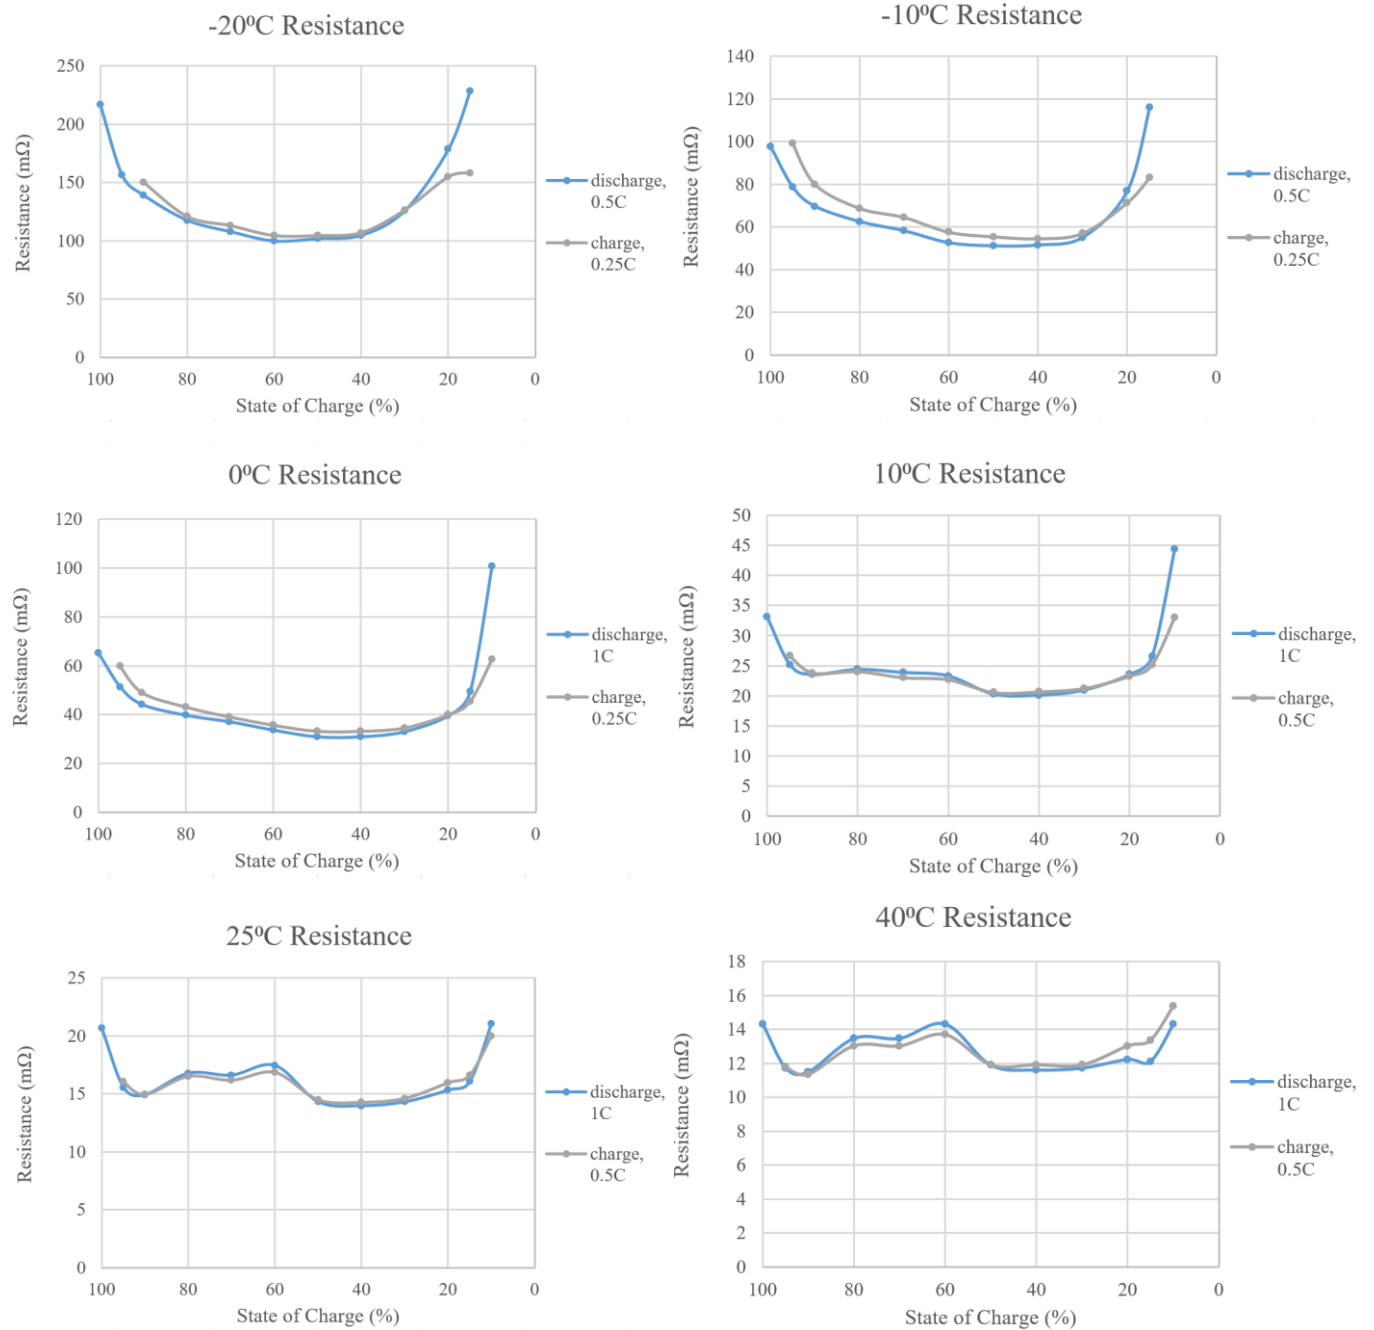 -20⁰C Resistance
250
200
150
100
50
0
100 80 60 40 20 0
Resistance (mΩ)
State of Charge (%)
discharge,
0.5C
charge,
0.25C
-10⁰C Resistance
140
120
100
80
60
40
20
0
100 80 60 40 20 0
Resistance (mΩ)
State of Charge (%)
discharge,
0.5C
charge,
0.25C
0⁰C Resistance
120
100
80
60
40
20
0
100 80 60 40 20 0
Resistance (mΩ)
State of Charge (%)
discharge,
1C
charge,
0.25C
10⁰C Resistance
50
45
40
35
30
25
20
15
10
5
0
100 80 60 40 20 0
Resistance (mΩ)
State of Charge (%)
discharge,
1C
charge,
0.5C
25⁰C Resistance
25
20
15
10
5
0
100 80 60 40 20 0
Resistance (mΩ)
State of Charge (%)
discharge,
1C
charge,
0.5C
40⁰C Resistance
18
16
14
12
10
8
6
4
2
0
100 80 60 40 20 0
Resistance (mΩ)
State of Charge (%)
discharge,
1C
charge,
0.5C